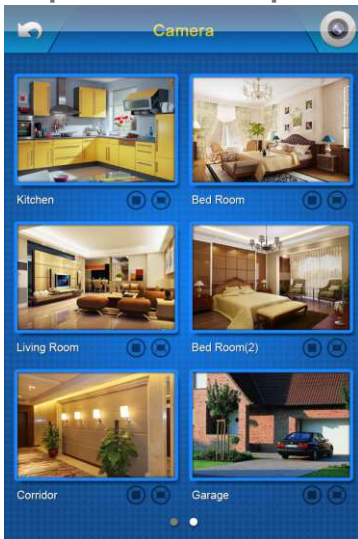 Camera
Kitchen
Bed Room
Living Room
Bed Room(2)
Corridor
Garage